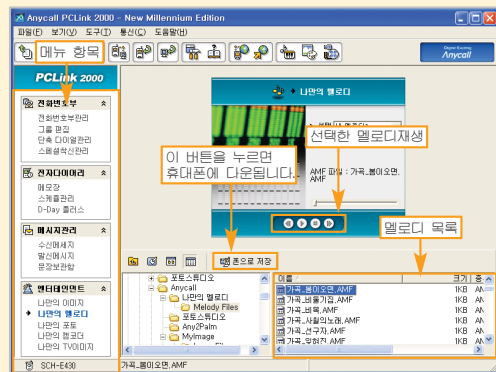 Anycall PCLink 2000 - New Millennium Edition
파일(F) 보기(V) 도구(T) 통신(C) 도움말(H)
메뉴 항목
Anycall
PCLink 2000
전화번호부
전화번호부관리
그룹 편집
단축 다이얼관리
스페셜착신관리
전자다이어리
메모장
스케쥴관리
D-Day 플러스
메시지관리
수신메세지
발신메시지
문장보관함
엔터테인먼트
나만의 이미지
나만의 멜로디
나만의 포토
나만의 캠코더
나만의 TV이미지
나만의 멜로디
선택한 멜로디재생
이 버튼을 누르면
휴대폰에 다운됩니다.
AMF 파일 : 가곡_봄이오면.
AMF
멜로디 목록
폰으로 저장
포토스튜디오
Anycall
나만의 멜로디
Melody Files
포토스튜디오
Any2Palm
MyImage
이름 크기 종
가곡_봄이오면.AMF 1KB AN
가곡_비둘기집.AMF 1KB AN
가곡_비목.AMF 1KB AN
가곡_사월의노래.AMF 1KB AN
가곡_선구자.AMF 1KB AN
SCH-E430
가곡_봄이오면.AMF